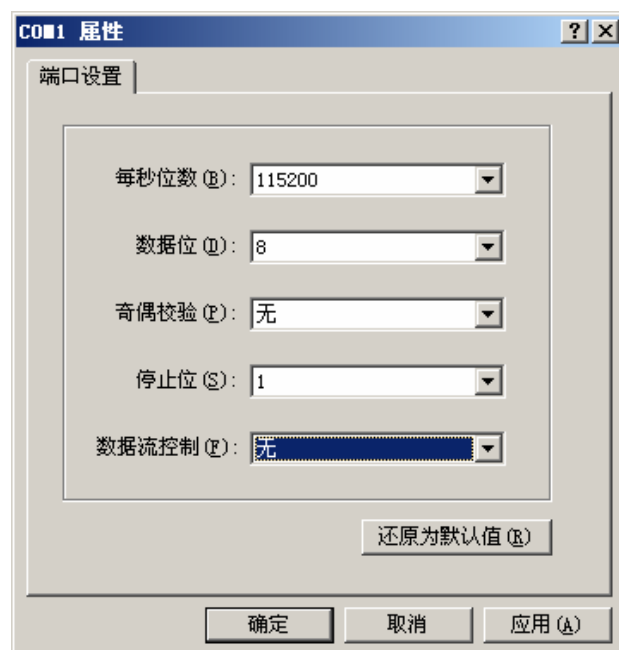 COM1 属性
端口设置
每秒位数(B): 115200
数据位(D): 8
奇偶校验(P): 无
停止位(S): 1
数据流控制(F): 无
还原为默认值(R)
确定 取消 应用(A)